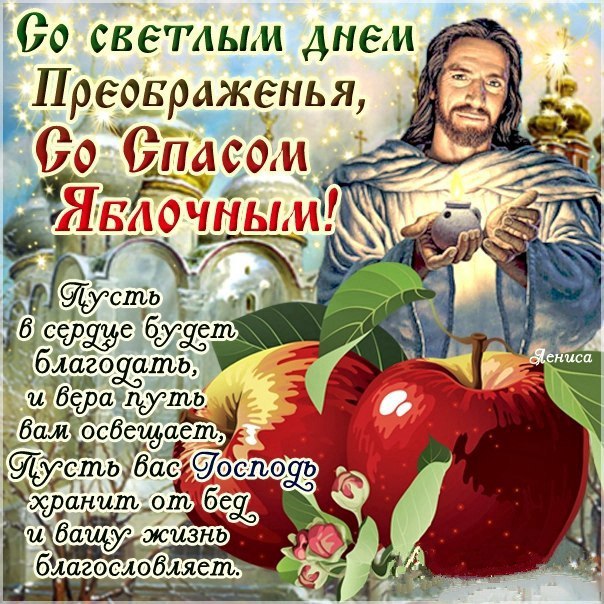 Со светлым днем
Преображенья,
Со Спасом
Яблочным!
Пусть
в сердце будет
благодать,
и вера путь
вам освещает,
Пусть вас Господь
хранит от бед
и вашу жизнь
благословляет.
Лениса